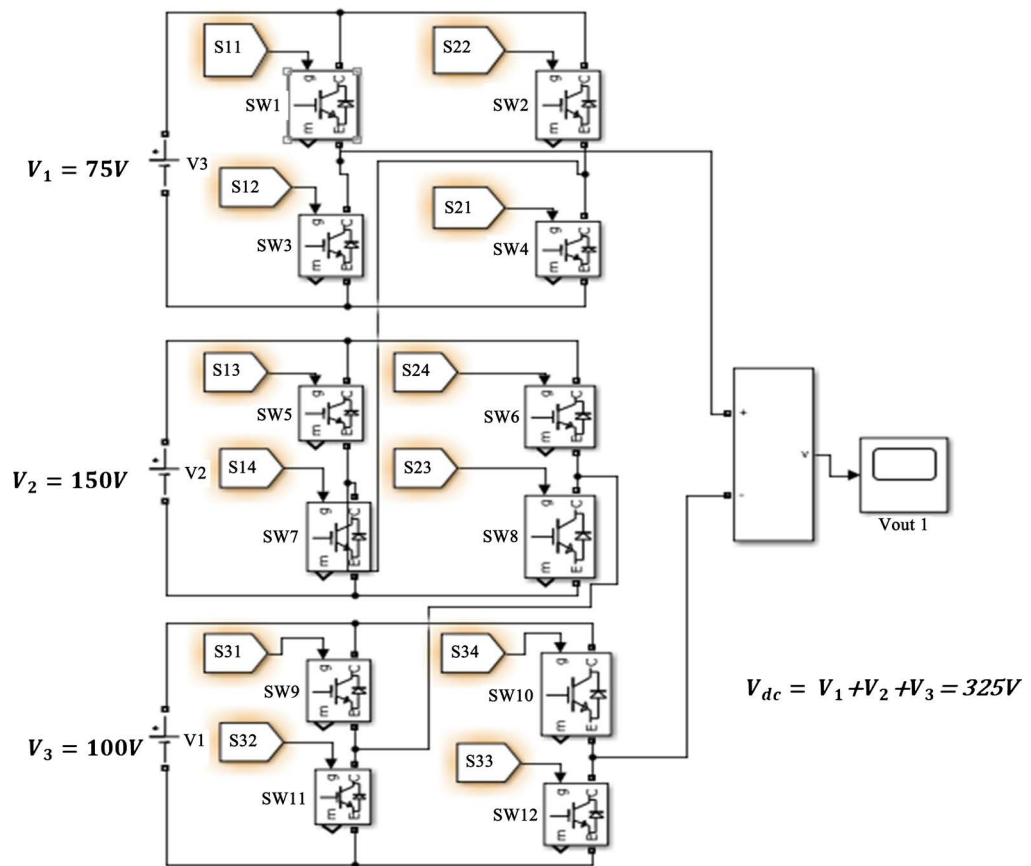 S11
S22
g
C
SW1
m
E
g
C
SW2
m
E
V₁ = 75V
+
V3
S12
S21
g
C
SW3
m
E
g
C
SW4
m
E
S13
S24
g
C
SW5
m
E
g
C
SW6
m
E
V₂ = 150V
+
V2
S14
S23
g
C
SW7
m
E
g
C
SW8
m
E
+
-
v
Vout 1
S31
S34
g
C
SW9
m
E
g
C
SW10
m
E
V_dc = V₁+V₂+V₃=325V
V₃ = 100V
+
V1
S32
S33
g
C
SW11
m
E
g
C
SW12
m
E